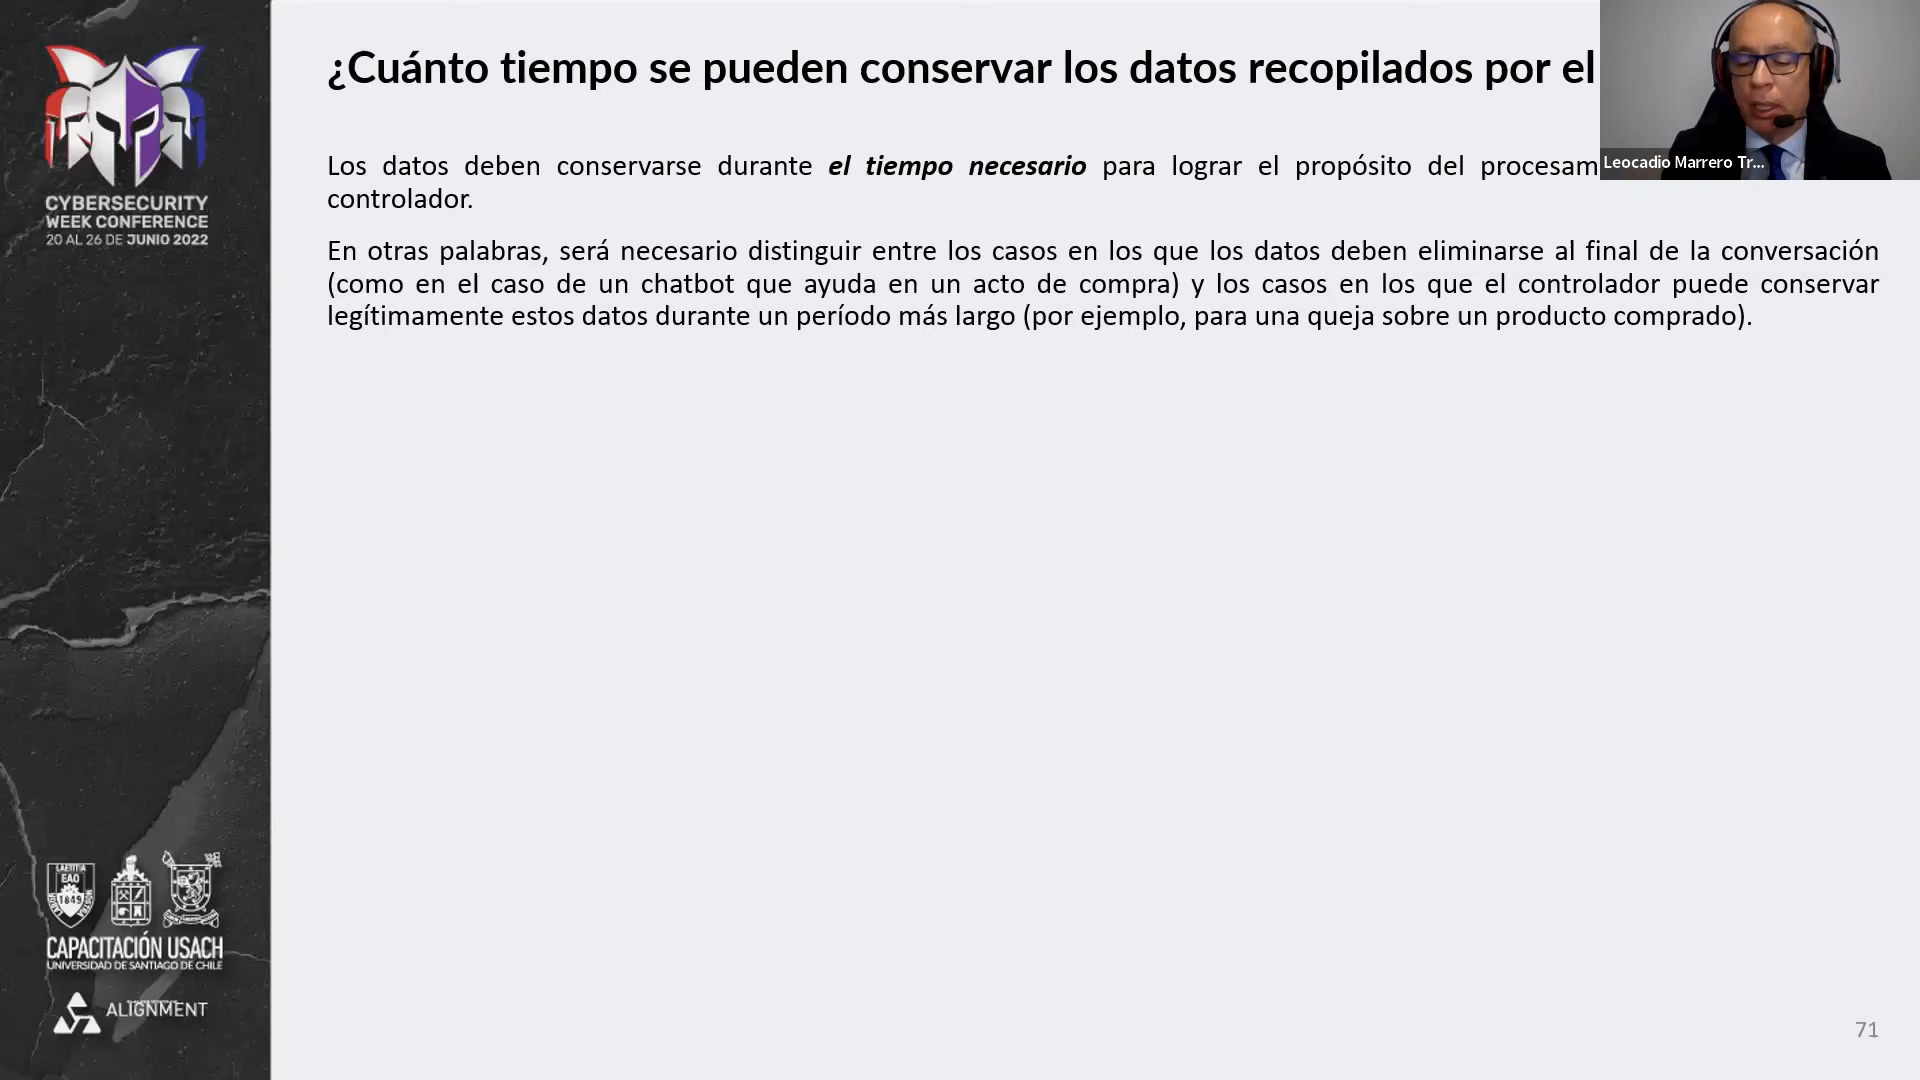 CYBERSECURITY
WEEK CONFERENCE
20 AL 26 DE JUNIO 2022
¿Cuánto tiempo se pueden conservar los datos recopilados por el
Leocadio Marrero Tr...
Los datos deben conservarse durante el tiempo necesario para lograr el propósito del procesam
controlador.
En otras palabras, será necesario distinguir entre los casos en los que los datos deben eliminarse al final de la conversación
(como en el caso de un chatbot que ayuda en un acto de compra) y los casos en los que el controlador puede conservar
legítimamente estos datos durante un período más largo (por ejemplo, para una queja sobre un producto comprado).
LAETITIA
EAO
1849
CAPACITACIÓN USACH
UNIVERSIDAD DE SANTIAGO DE CHILE
ALIGNMENT
71